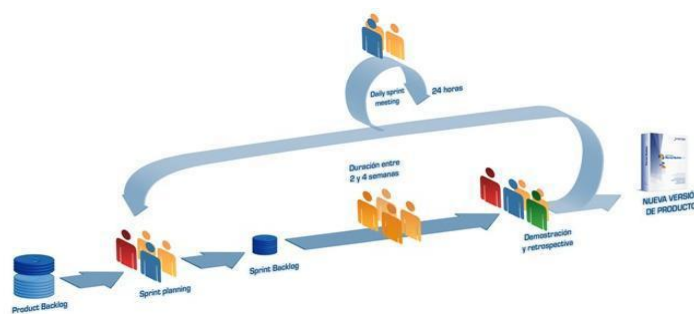 Daily sprint
meeting
24 horas
Duración entre
2 y 4 semanas
NUEVA VERSIÓ
DE PRODUCTO
Demostración
y retrospectiva
Sprint Backlog
Sprint planning
Product Backlog